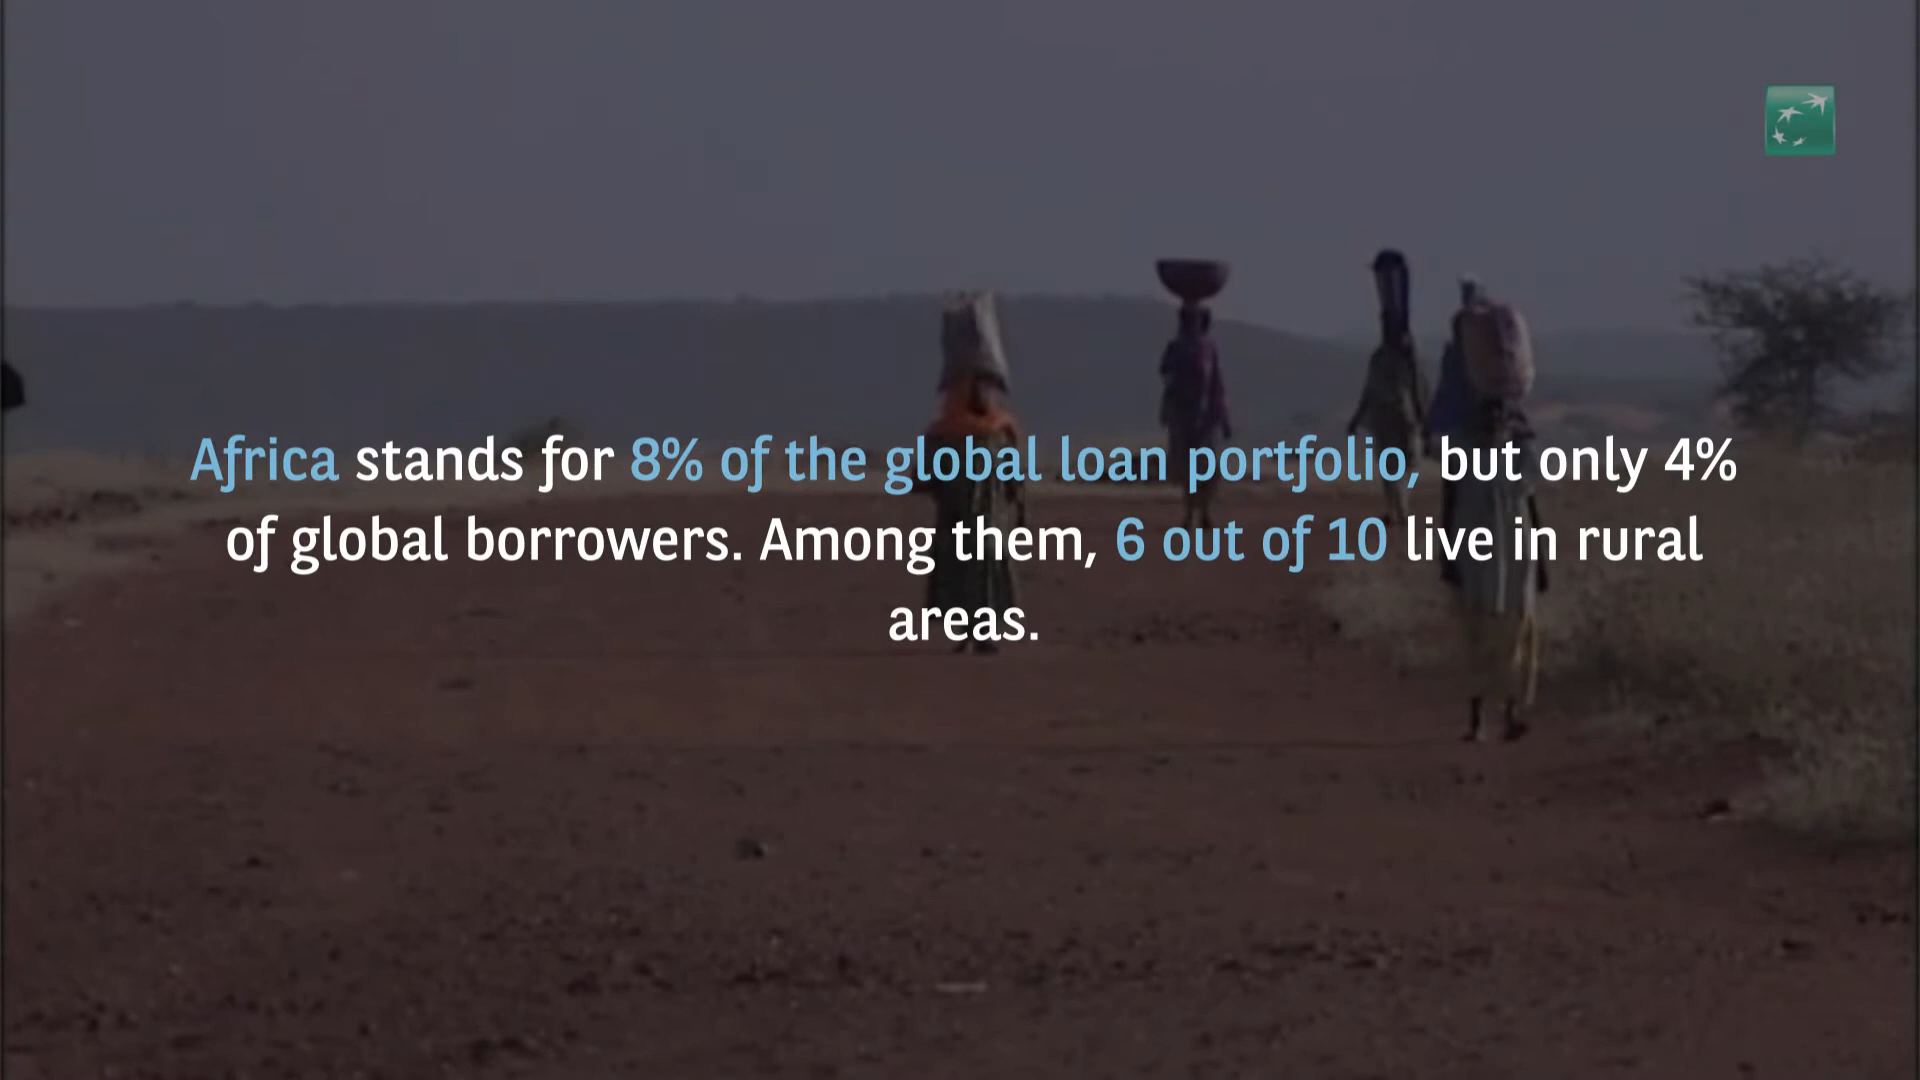 Africa stands for 8% of the global loan portfolio, but only 4%
of global borrowers. Among them, 6 out of 10 live in rural
areas.